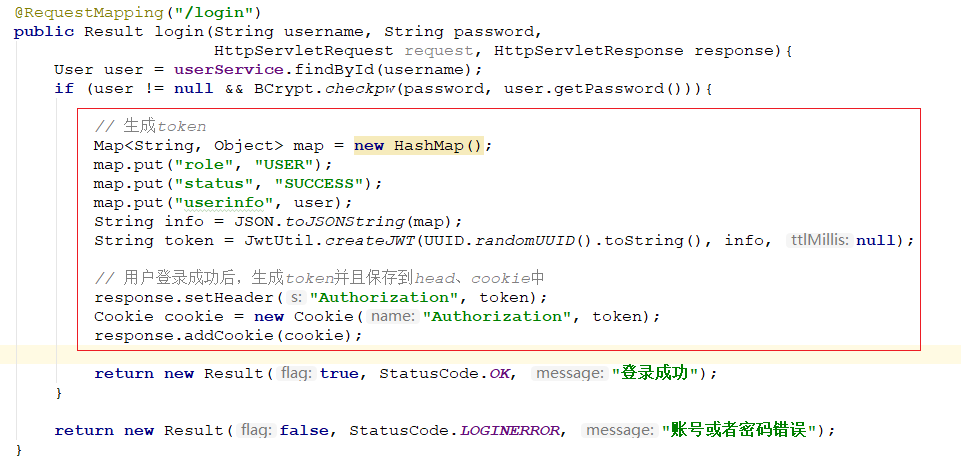 @RequestMapping("/login")
public Result login(String username, String password,
HttpServletRequest request, HttpServletResponse response){
User user = userService.findById(username);
if (user != null && BCrypt.checkpw(password, user.getPassword())){
// 生成token
Map<String, Object> map = new HashMap();
map.put("role", "USER");
map.put("status", "SUCCESS");
map.put("userinfo", user);
String info = JSON.toJSONString(map);
String token = JwtUtil.createJWT(UUID.randomUUID().toString(), info, ttlMillis: null);
// 用户登录成功后，生成token并且保存到head、cookie中
response.setHeader( s: "Authorization", token);
Cookie cookie = new Cookie( name: "Authorization", token);
response.addCookie(cookie);
return new Result( flag: true, StatusCode.OK, message: "登录成功");
}
return new Result( flag: false, StatusCode.LOGINERROR, message: "账号或者密码错误");
}